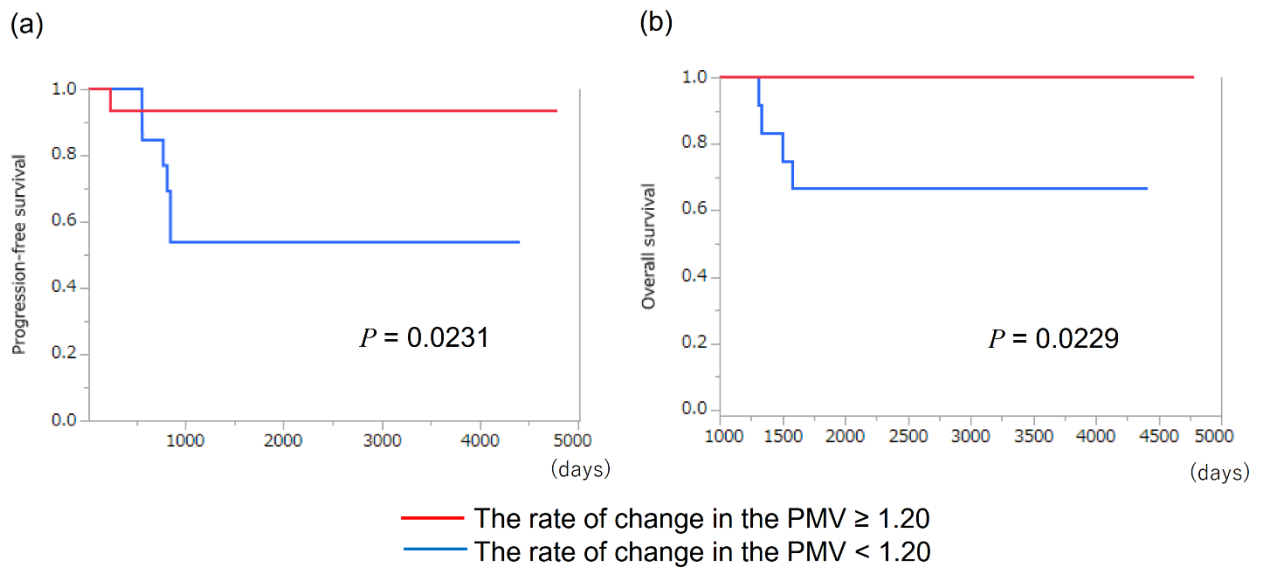 (a)
1.0
0.8
0.6
0.4
0.2
0.0
Progression-free survival
P = 0.0231
1000 2000 3000 4000 5000
(days)
(b)
1.0
0.8
0.6
0.4
0.2
0.0
Overall survival
P = 0.0229
1000 1500 2000 2500 3000 3500 4000 4500 5000
(days)
The rate of change in the PMV ≥ 1.20
The rate of change in the PMV < 1.20